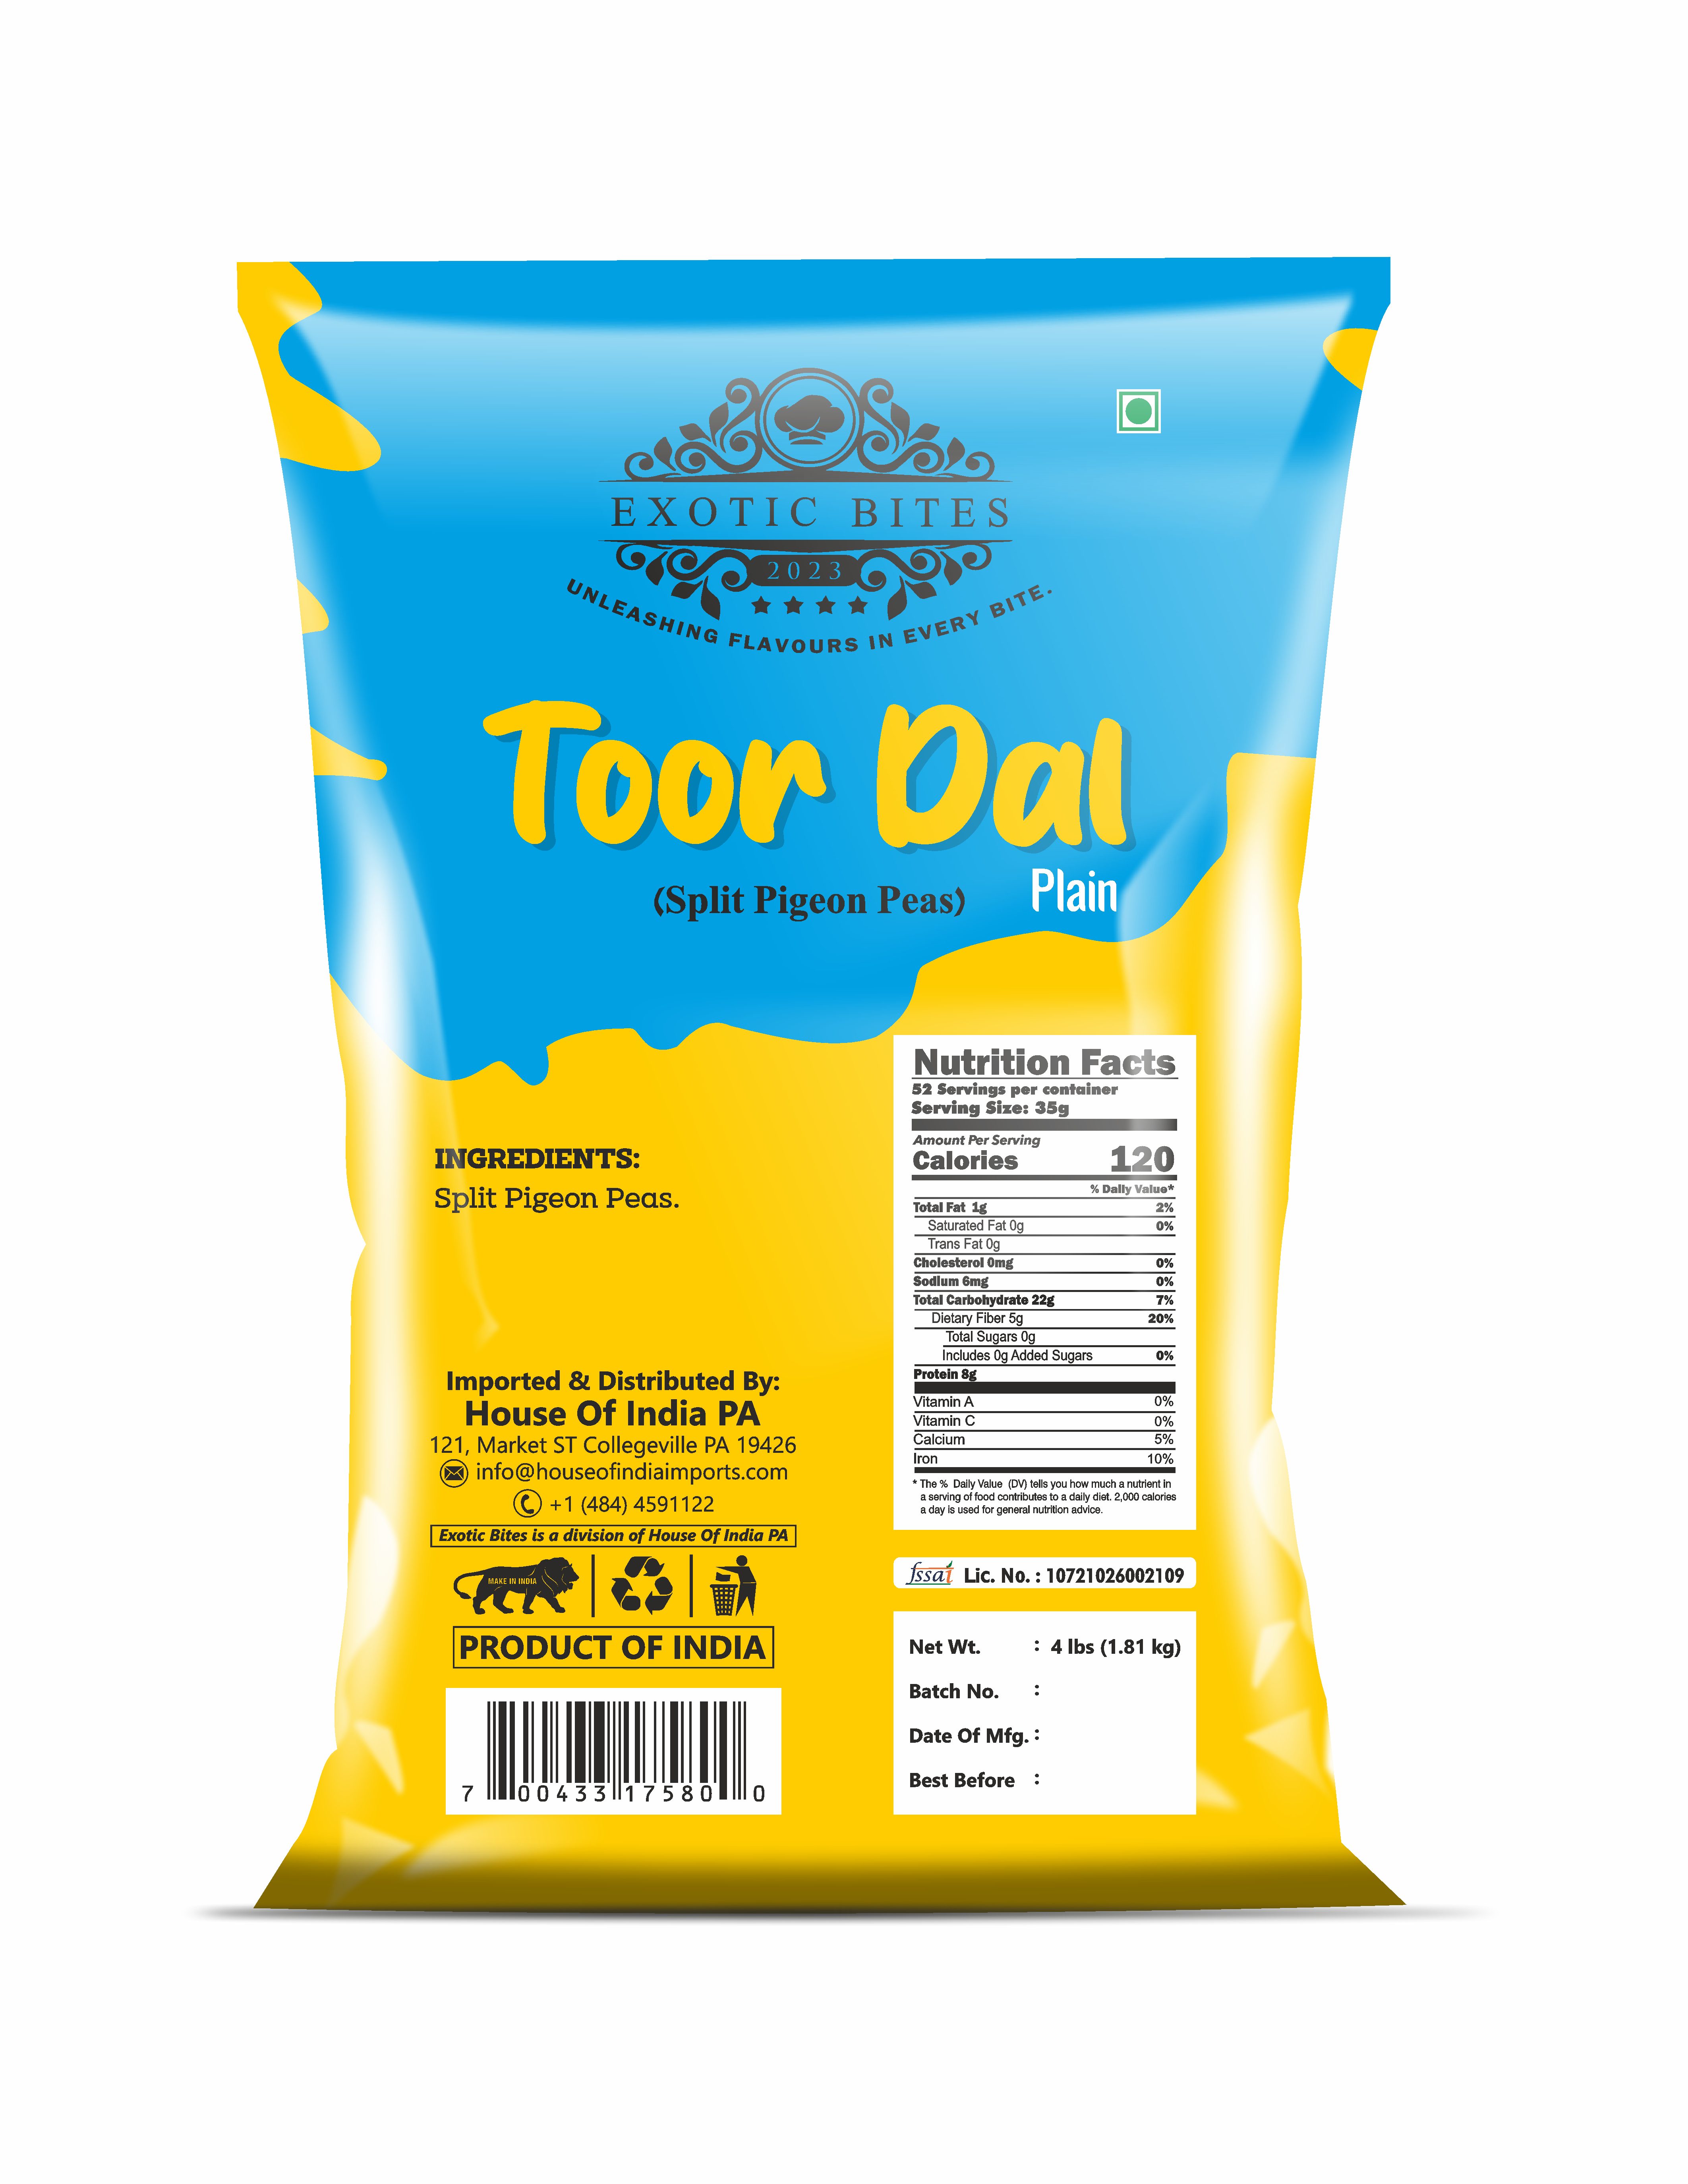 EXOTIC BITES
2023
UNLEASHING FLAVOURS IN EVERY BITE.
Toor Dal
(Split Pigeon Peas)
Plain
INGREDIENTS:
Split Pigeon Peas.
Imported & Distributed By:
House Of India PA
121, Market ST Collegeville PA 19426
info@houseofindiaimports.com
+1 (484) 4591122
Exotic Bites is a division of House Of India PA
MAKE IN INDIA
PRODUCT OF INDIA
7 00433 17580 0
Nutrition Facts
52 Servings per container
Serving Size: 35g
Amount Per Serving
Calories 120
% Daily Value*
Total Fat 1g 2%
Saturated Fat 0g 0%
Trans Fat 0g
Cholesterol 0mg 0%
Sodium 6mg 0%
Total Carbohydrate 22g 7%
Dietary Fiber 5g 20%
Total Sugars 0g
Includes 0g Added Sugars 0%
Protein 8g
Vitamin A 0%
Vitamin C 0%
Calcium 5%
Iron 10%
* The % Daily Value (DV) tells you how much a nutrient in
a serving of food contributes to a daily diet. 2,000 calories
a day is used for general nutrition advice.
fssai Lic. No. : 10721026002109
Net Wt. : 4 lbs (1.81 kg)
Batch No. :
Date Of Mfg. :
Best Before :